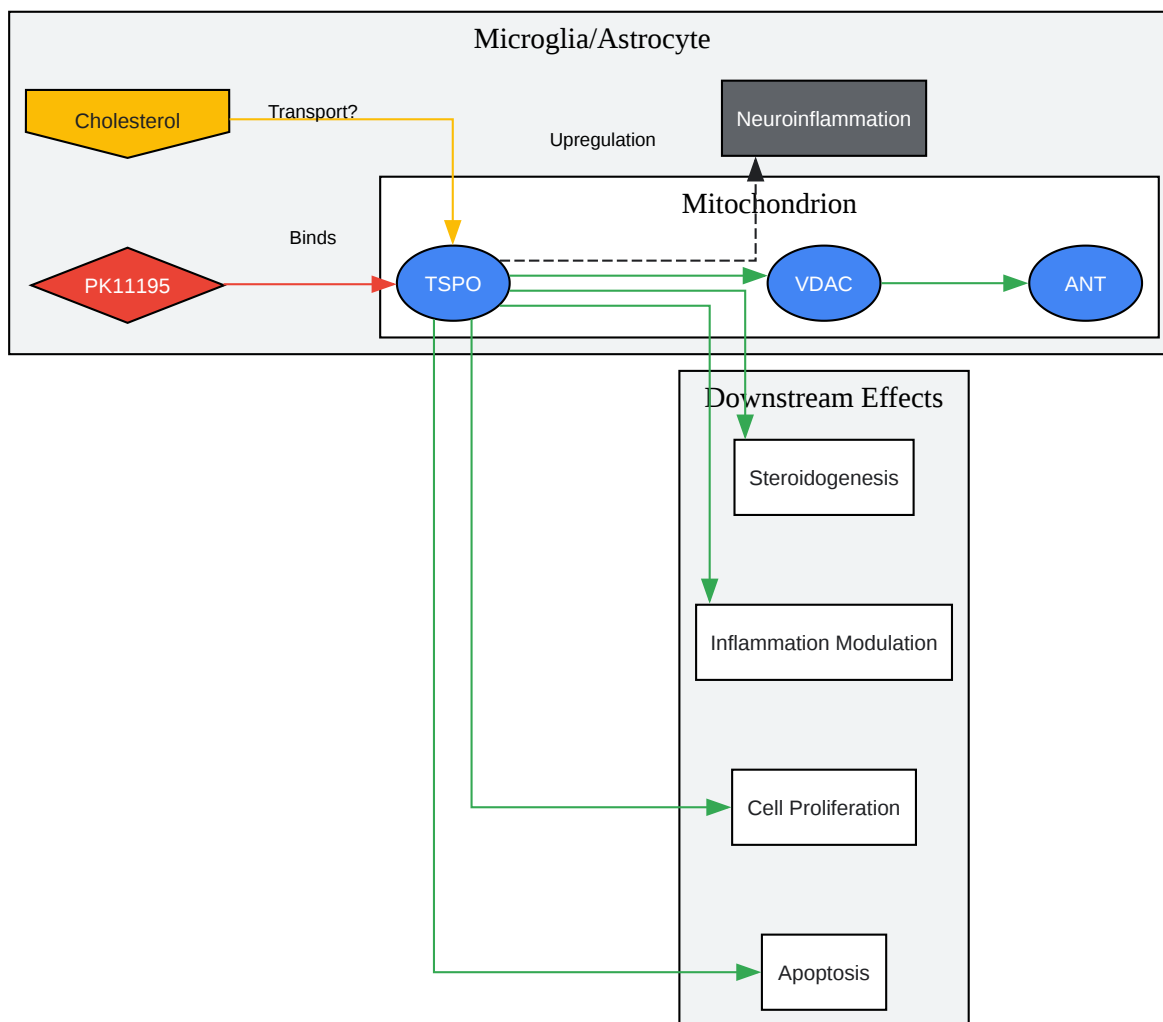 Microglia/Astrocyte
Cholesterol
Transport?
Neuroinflammation
Upregulation
Mitochondrion
Binds
PK11195
TSPO
VDAC
ANT
Downstream Effects
Steroidogenesis
Inflammation Modulation
Cell Proliferation
Apoptosis